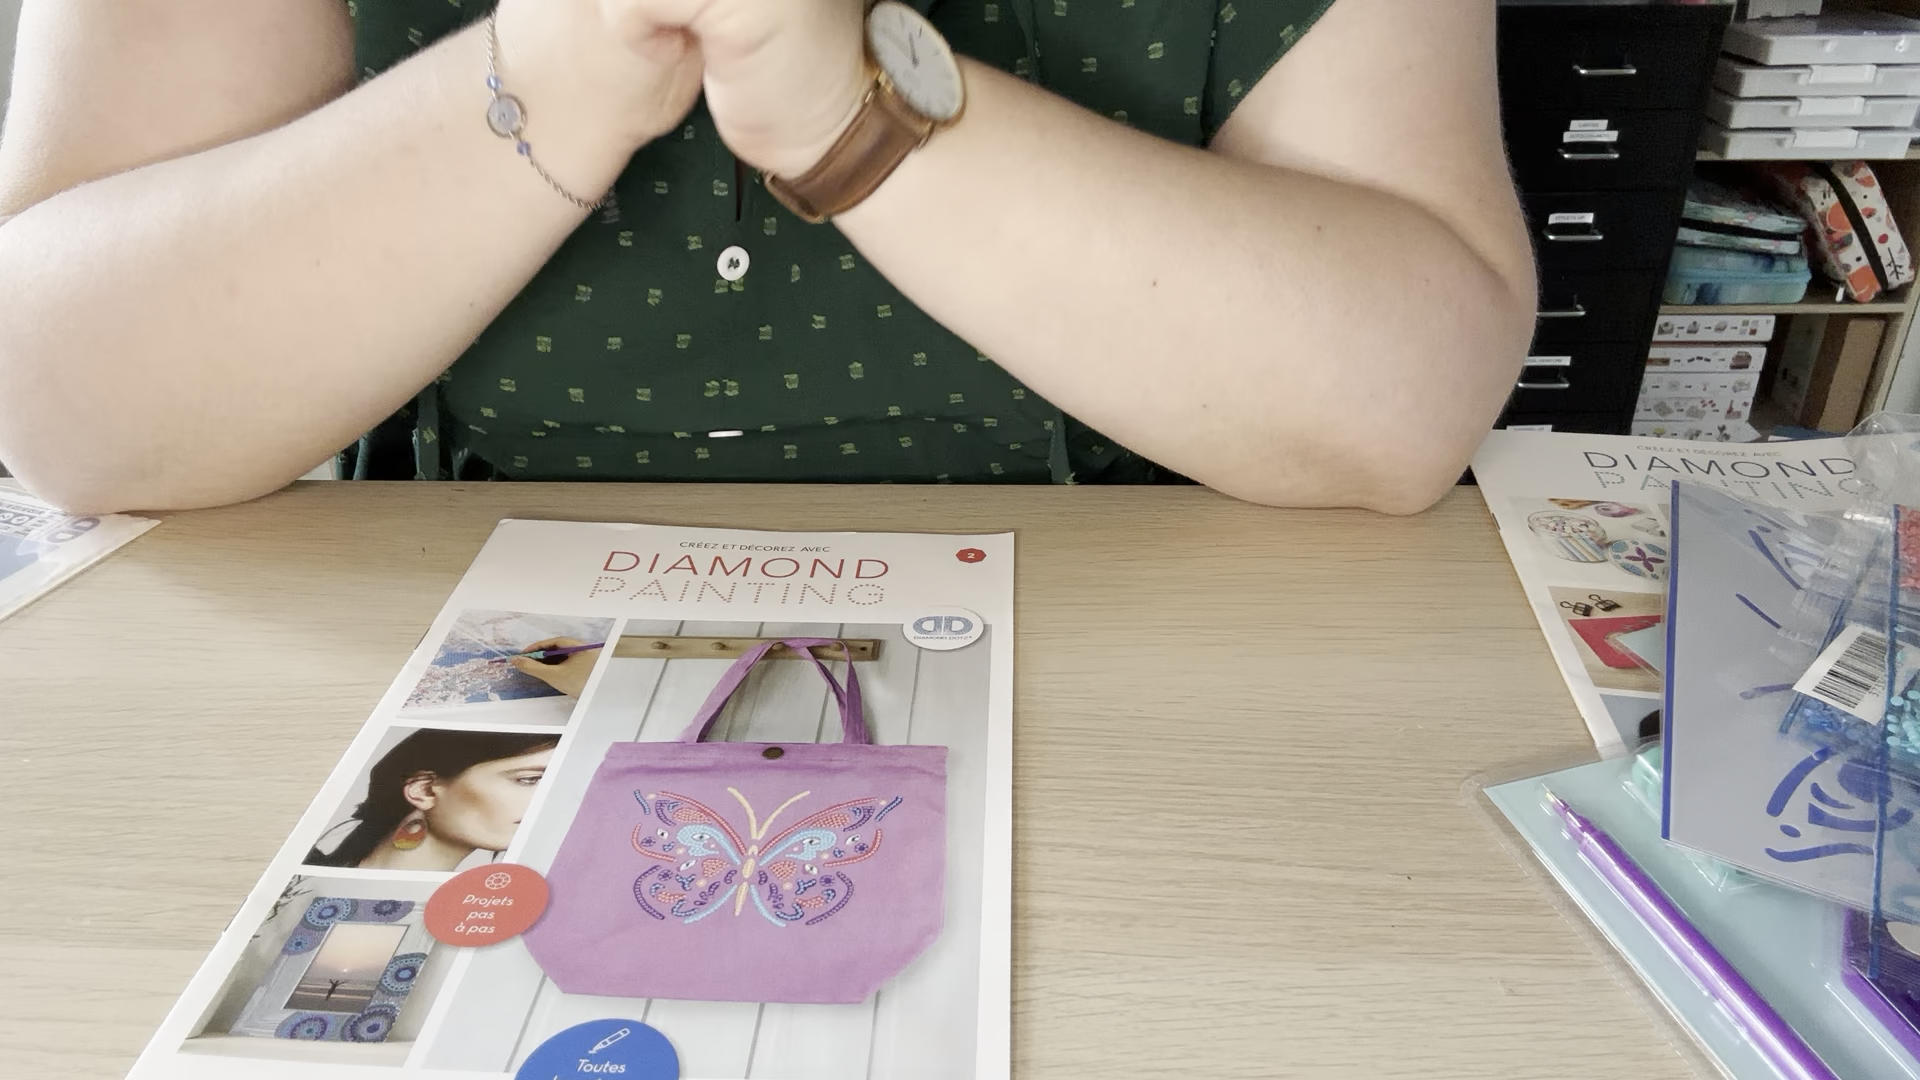 CRÉEZ ET DÉCOREZ AVEC
DIAMOND
PAINTING
2
DIAMOND DOTZ
Projets
pas
à pas
Toutes
CRÉEZ ET DÉCOREZ AVEC
DIAMOND
PAINTING